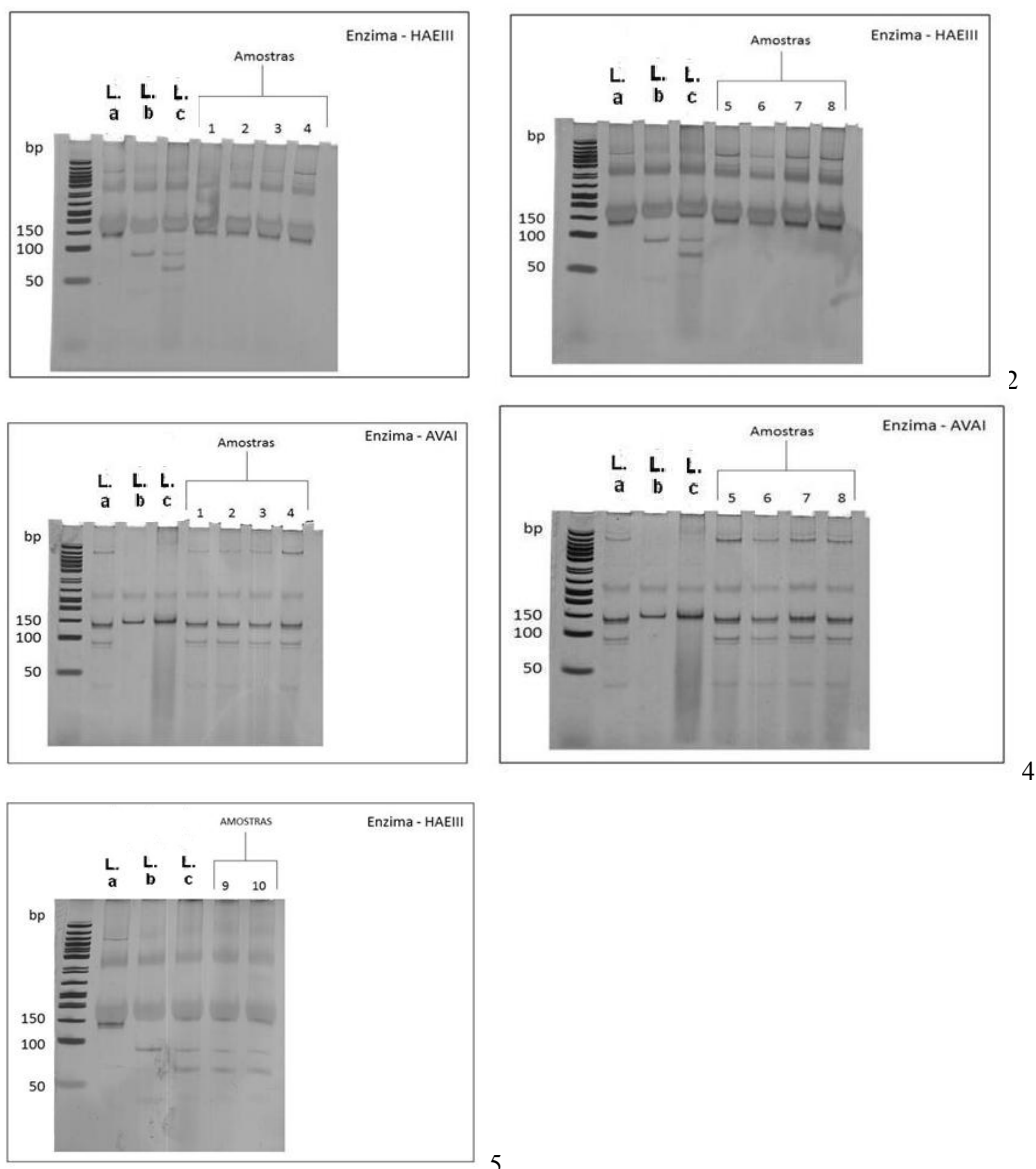 Enzima - HAEIII
Amostras
L. L. L.
a b c
1 2 3 4
bp
150
100
50
Enzima - HAEIII
Amostras
L. L. L.
a b c
5 6 7 8
bp
150
100
50
2
Enzima - AVAI
Amostras
L. L. L.
a b c
1 2 3 4
bp
150
100
50
Enzima - AVAI
Amostras
L. L. L.
a b c
5 6 7 8
bp
150
100
50
4
Enzima - HAEIII
AMOSTRAS
L. L. L.
a b c
9 10
bp
150
100
50
5